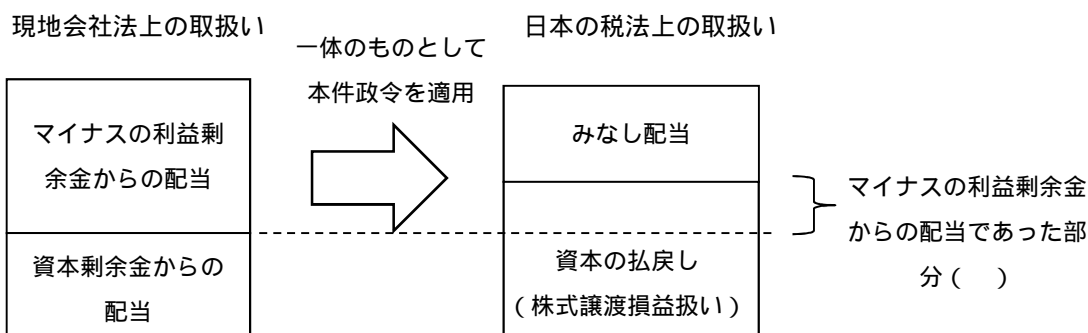 現地会社法上の取扱い
一体のものとして
本件政令を適用
日本の税法上の取扱い
マイナスの利益剰
余金からの配当
資本剰余金からの
配当
みなし配当
資本の払戻し
(株式譲渡損益扱い)
マイナスの利益剰余金
からの配当であった部
分( )